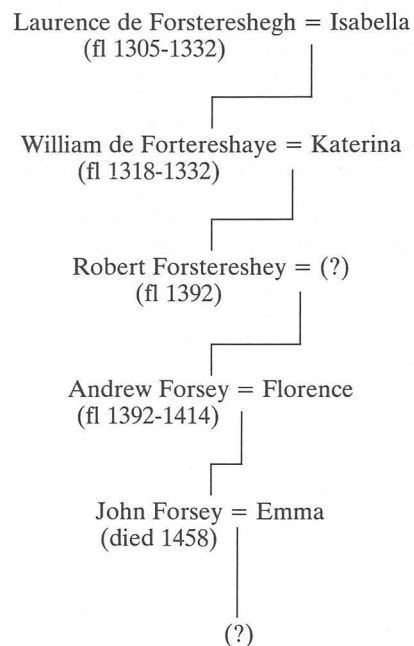 Laurence de Forstereshegh = Isabella
(fl 1305-1332)
William de Fortereshaye = Katerina
(fl 1318-1332)
Robert Forstereshey = (?)
(fl 1392)
Andrew Forsey = Florence
(fl 1392-1414)
John Forsey = Emma
(died 1458)
(?)